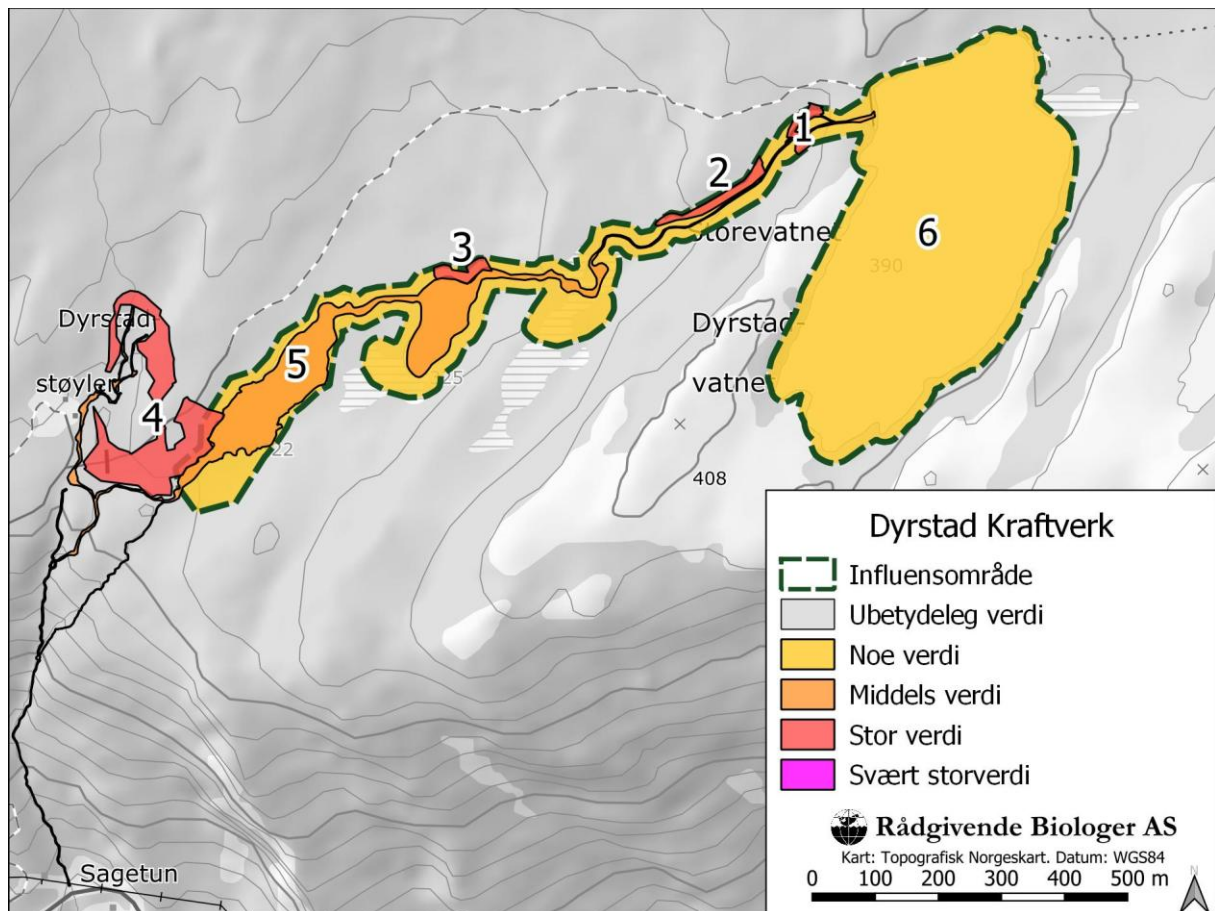 1
2
3
Storevatnet
6
390
Dyrstad
støylen
4
5
25
22
Dyrstad-
vatnet
408
Sagetun
Dyrstad Kraftverk
Influensområde
Ubetydeleg verdi
Noe verdi
Middels verdi
Stor verdi
Svært storverdi
Rådgivende Biologer AS
Kart: Topografisk Norgeskart. Datum: WGS84
0 100 200 300 400 500 m
N